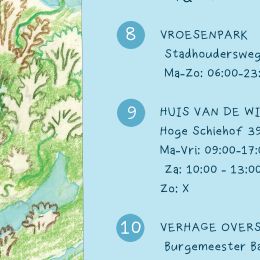 8 VROESENPARK
Stadhoudersweg
Ma-Zo: 06:00-23:
9 HUIS VAN DE WI
Hoge Schiehof 39
Ma-Vri: 09:00-17:0
Za: 10:00 - 13:00
Zo: X
10 VERHAGE OVERS
Burgemeester Ba